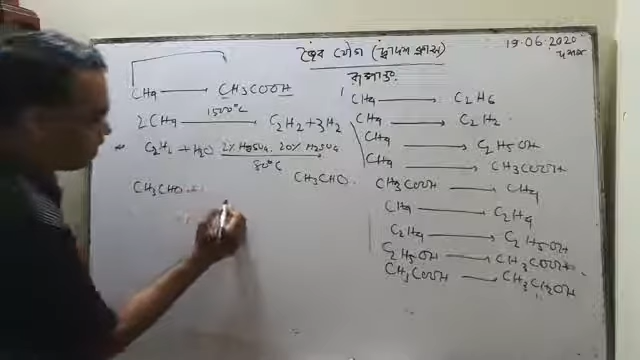 জৈব যৌগ (দ্বাদশ শ্রেণী)
19.06.2020
রূপান্তর
CH4 → CH3COOH
2CH4 1500°C → C2H2 + 3H2
C2H2 + H2O 2% HgSO4. 20% H2SO4 80°C → CH3CHO.
CH3CHO
CH4 → C2H6
CH4 → C2H2
CH4 → C2H5OH
CH4 → CH3COOH
CH3COOH → CH4
CH4 → C2H4
C2H4 → C2H5OH
C2H5OH → CH3COOH
CH3COOH → CH3CH2OH